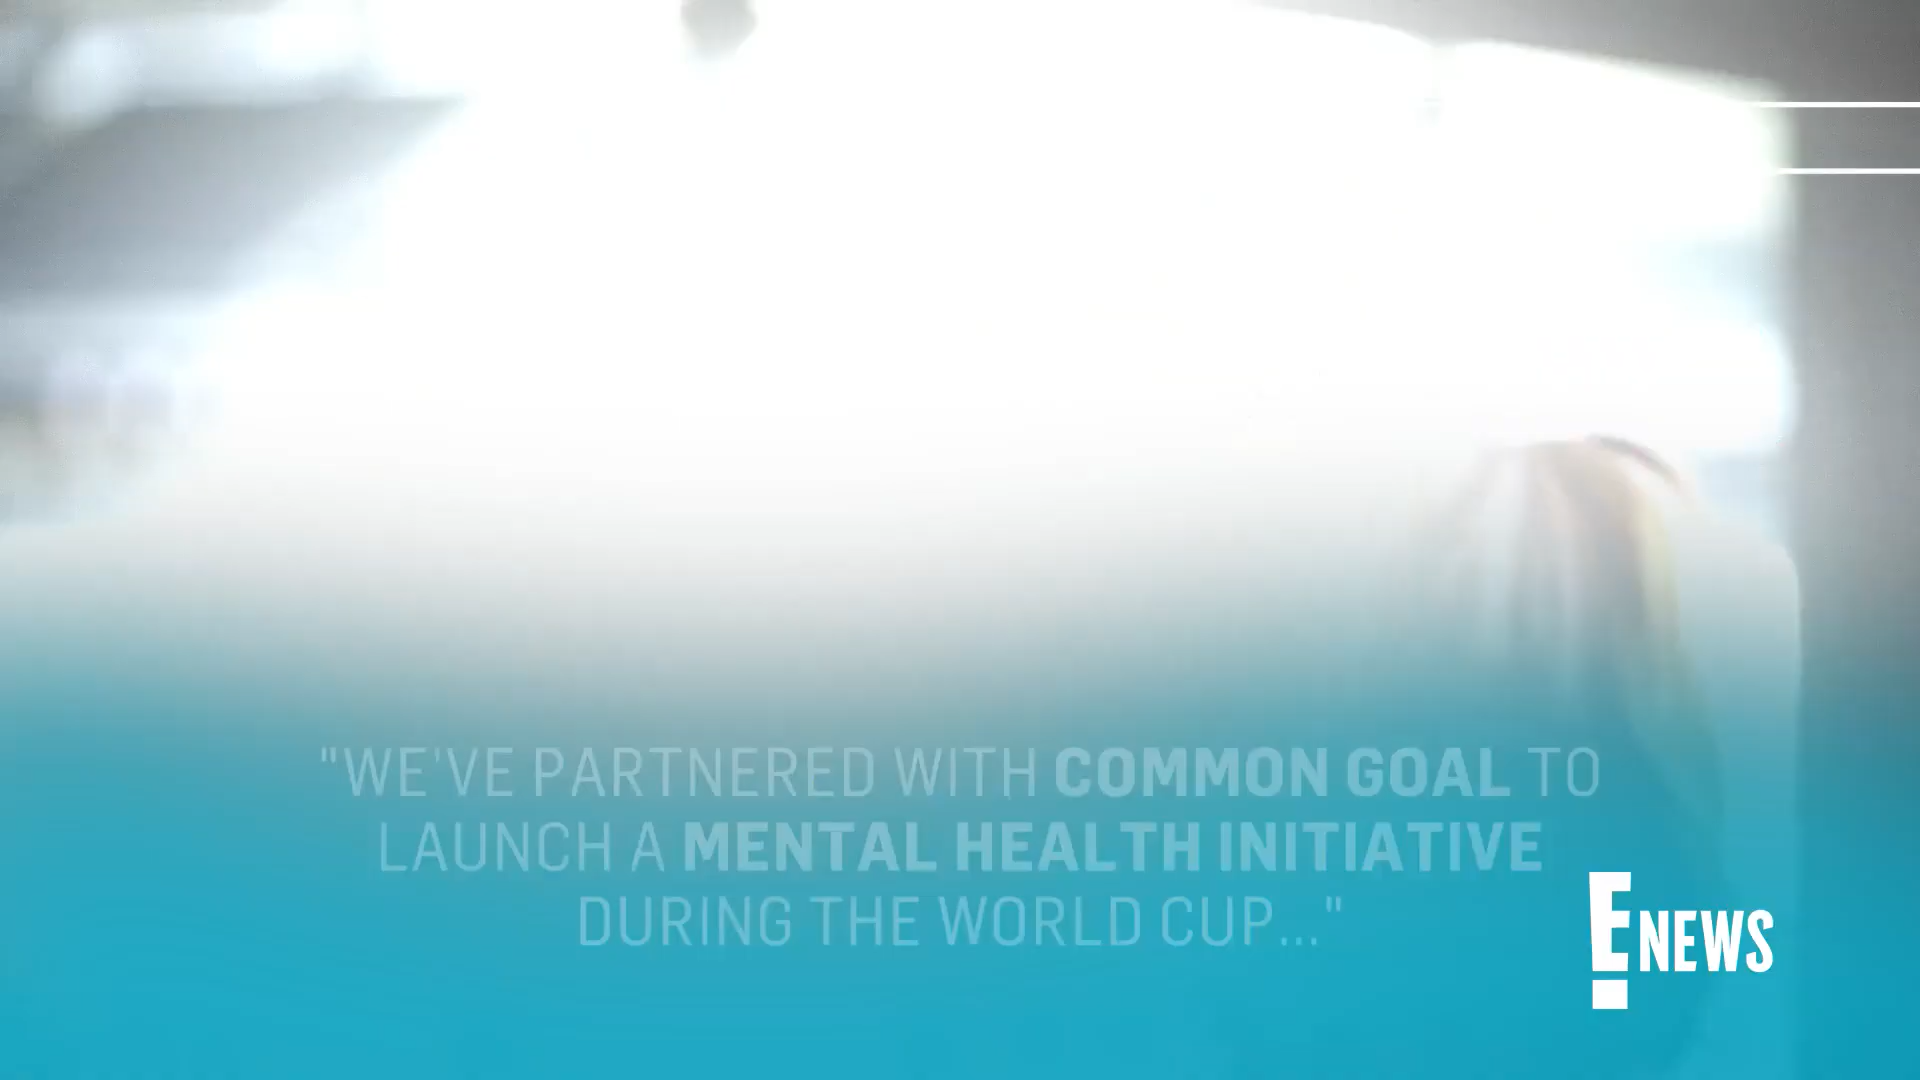 "WE'VE PARTNERED WITH COMMON GOAL TO
LAUNCH A MENTAL HEALTH INITIATIVE
DURING THE WORLD CUP..."
E! NEWS